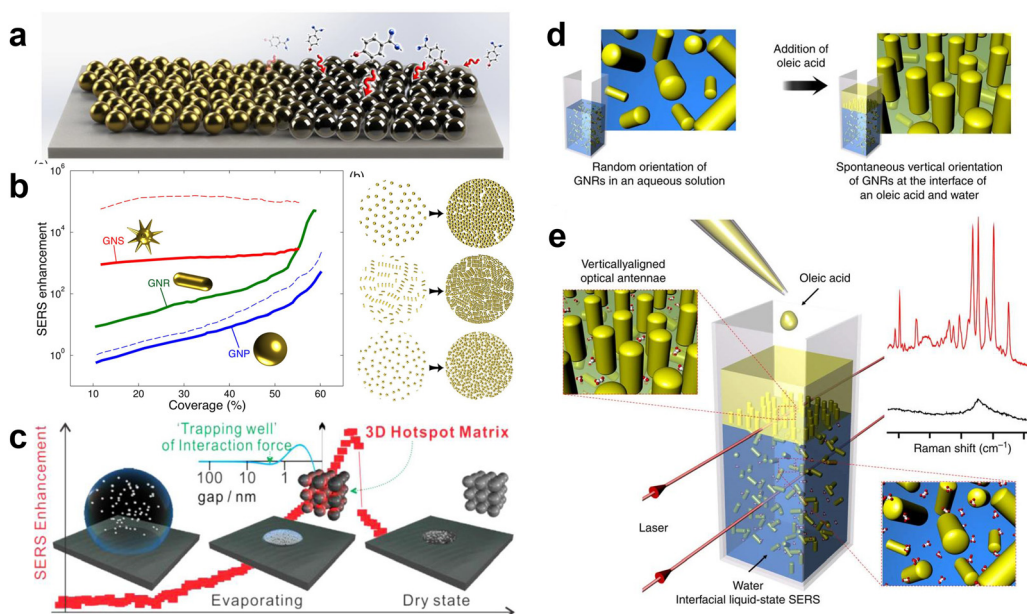 a
b
10^6
10^4
10^2
10^0
SERS enhancement
GNS
GNR
GNP
10 20 30 40 50 60
Coverage (%)
(b)
c
SERS Enhancement
'Trapping well'
of Interaction force
100 10 1
gap / nm
3D Hotspot Matrix
Evaporating
Dry state
d
Random orientation of
GNRs in an aqueous solution
Addition of
oleic acid
Spontaneous vertical orientation
of GNRs at the interface of
an oleic acid and water
e
Verticallyaligned
optical antennae
Oleic acid
Raman shift (cm⁻¹)
Laser
Water
Interfacial liquid-state SERS